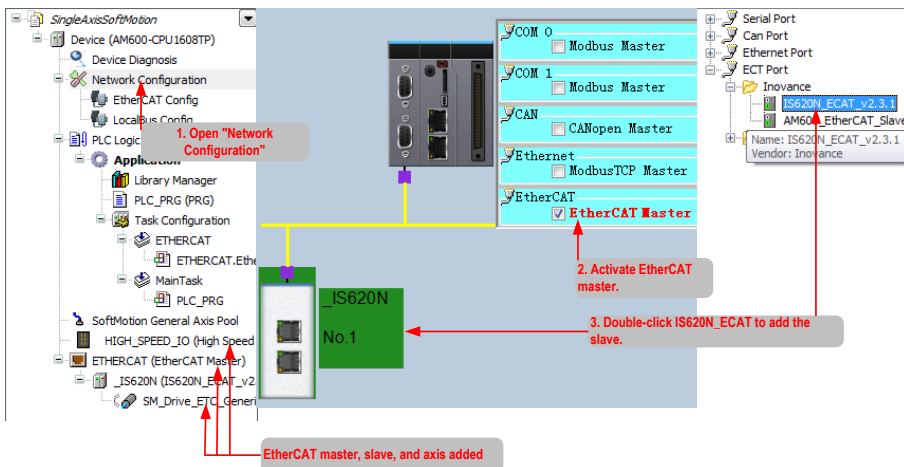 SingleAxisSoftMotion
Device (AM600-CPU1608TP)
Device Diagnosis
Network Configuration
EtherCAT Config
LocalBus Config
PLC Logic
Application
Library Manager
PLC_PRG (PRG)
Task Configuration
ETHERCAT
ETHERCAT.Ethe
MainTask
PLC_PRG
SoftMotion General Axis Pool
HIGH_SPEED_IO (High Speed
ETHERCAT (EtherCAT Master)
_IS620N (IS620N_ECAT_v2
SM_Drive_ETC_Generi
1. Open "Network
Configuration"
COM 0
Modbus Master
COM 1
Modbus Master
CAN
CANopen Master
Ethernet
ModbusTCP Master
EtherCAT
EtherCAT Master
2. Activate EtherCAT
master.
_IS620N
No.1
3. Double-click IS620N_ECAT to add the
slave.
Serial Port
Can Port
Ethernet Port
ECT Port
Inovance
IS620N_ECAT_v2.3.1
AM600_EtherCAT_Slave
Name: IS620N_ECAT_v2.3.1
Vendor: Inovance
EtherCAT master, slave, and axis added